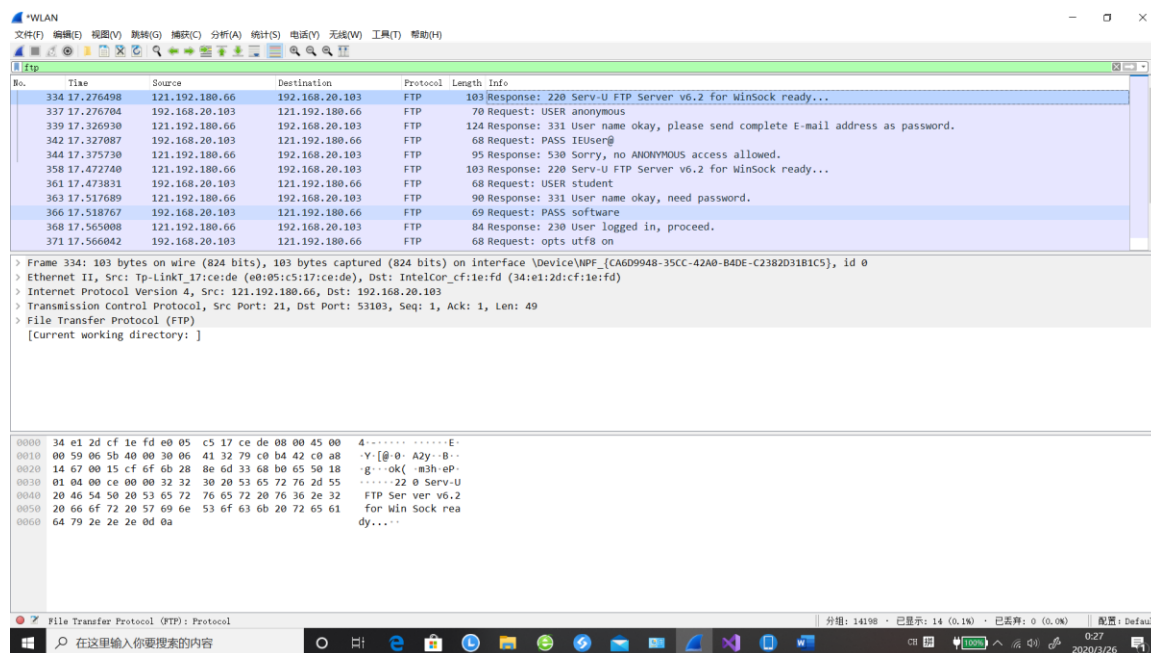 *WLAN
文件(F) 编辑(E) 视图(V) 跳转(G) 捕获(C) 分析(A) 统计(S) 电话(Y) 无线(W) 工具(T) 帮助(H)
ftp
No. Time Source Destination Protocol Length Info
334 17.276498 121.192.180.66 192.168.20.103 FTP 103 Response: 220 Serv-U FTP Server v6.2 for WinSock ready...
337 17.276704 192.168.20.103 121.192.180.66 FTP 70 Request: USER anonymous
339 17.326930 121.192.180.66 192.168.20.103 FTP 124 Response: 331 User name okay, please send complete E-mail address as password.
342 17.327087 192.168.20.103 121.192.180.66 FTP 68 Request: PASS IEUser@
344 17.375730 121.192.180.66 192.168.20.103 FTP 95 Response: 530 Sorry, no ANONYMOUS access allowed.
358 17.472740 121.192.180.66 192.168.20.103 FTP 103 Response: 220 Serv-U FTP Server v6.2 for WinSock ready...
361 17.473831 192.168.20.103 121.192.180.66 FTP 68 Request: USER student
363 17.517689 121.192.180.66 192.168.20.103 FTP 90 Response: 331 User name okay, need password.
366 17.518767 192.168.20.103 121.192.180.66 FTP 69 Request: PASS software
368 17.565008 121.192.180.66 192.168.20.103 FTP 84 Response: 230 User logged in, proceed.
371 17.566042 192.168.20.103 121.192.180.66 FTP 68 Request: opts utf8 on
> Frame 334: 103 bytes on wire (824 bits), 103 bytes captured (824 bits) on interface \Device\NPF_{CA6D9948-35CC-42A0-B4DE-C2382D31B1C5}, id 0
> Ethernet II, Src: Tp-LinkT_17:ce:de (e0:05:c5:17:ce:de), Dst: IntelCor_cf:1e:fd (34:e1:2d:cf:1e:fd)
> Internet Protocol Version 4, Src: 121.192.180.66, Dst: 192.168.20.103
> Transmission Control Protocol, Src Port: 21, Dst Port: 53103, Seq: 1, Ack: 1, Len: 49
> File Transfer Protocol (FTP)
[Current working directory: ]
0000 34 e1 2d cf 1e fd e0 05 c5 17 ce de 08 00 45 00 4·-····· ······E·
0010 00 59 06 5b 40 00 30 06 41 32 79 c0 b4 42 c0 a8 ·Y·[@·0· A2y··B··
0020 14 67 00 15 cf 6f 6b 28 8e 6d 33 68 b0 65 50 18 ·g···ok( ·m3h·eP·
0030 01 04 00 ce 00 00 32 32 30 20 53 65 72 76 2d 55 ······22 0 Serv-U
0040 20 46 54 50 20 53 65 72 76 65 72 20 76 36 2e 32 FTP Ser ver v6.2
0050 20 66 6f 72 20 57 69 6e 53 6f 63 6b 20 72 65 61 for Win Sock rea
0060 64 79 2e 2e 2e 0d 0a dy...··
File Transfer Protocol (FTP): Protocol 分组: 14198 · 已显示: 14 (0.1%) · 已丢弃: 0 (0.0%) 配置: Defau
在这里输入你要搜索的内容 CH 拼 100% 0:27
2020/3/26